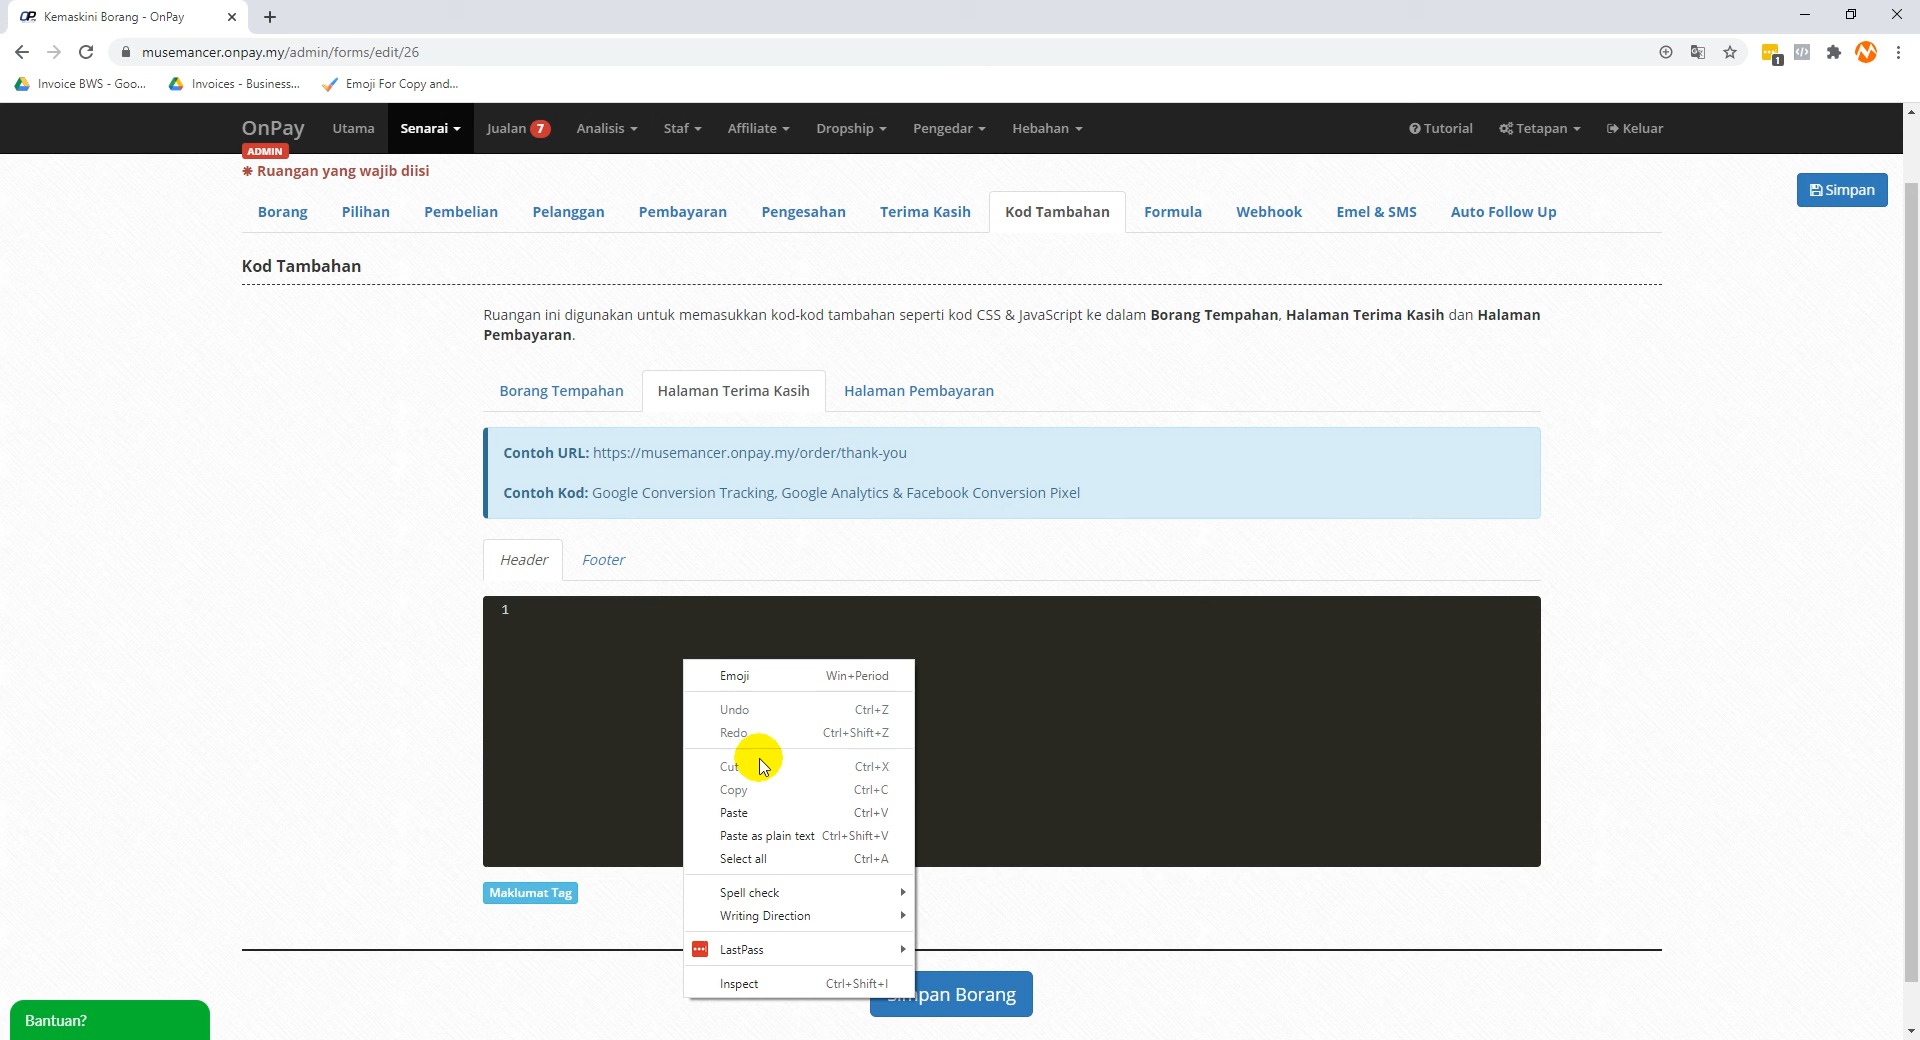 Kemaskini Borang - OnPay
musemancer.onpay.my/admin/forms/edit/26
1
Invoice BWS - Goo...
Invoices - Business...
Emoji For Copy and...
OnPay
ADMIN
Utama
Senarai
Jualan 7
Analisis
Staf
Affiliate
Dropship
Pengedar
Hebahan
Tutorial
Tetapan
Keluar
Ruangan yang wajib diisi
Simpan
Borang
Pilihan
Pembelian
Pelanggan
Pembayaran
Pengesahan
Terima Kasih
Kod Tambahan
Formula
Webhook
Emel & SMS
Auto Follow Up
Kod Tambahan
Ruangan ini digunakan untuk memasukkan kod-kod tambahan seperti kod CSS & JavaScript ke dalam Borang Tempahan, Halaman Terima Kasih dan Halaman
Pembayaran.
Borang Tempahan
Halaman Terima Kasih
Halaman Pembayaran
Contoh URL: https://musemancer.onpay.my/order/thank-you
Contoh Kod: Google Conversion Tracking, Google Analytics & Facebook Conversion Pixel
Header
Footer
1
Emoji Win+Period
Undo Ctrl+Z
Redo Ctrl+Shift+Z
Cut Ctrl+X
Copy Ctrl+C
Paste Ctrl+V
Paste as plain text Ctrl+Shift+V
Select all Ctrl+A
Spell check
Writing Direction
LastPass
Inspect Ctrl+Shift+I
Maklumat Tag
Simpan Borang
Bantuan?